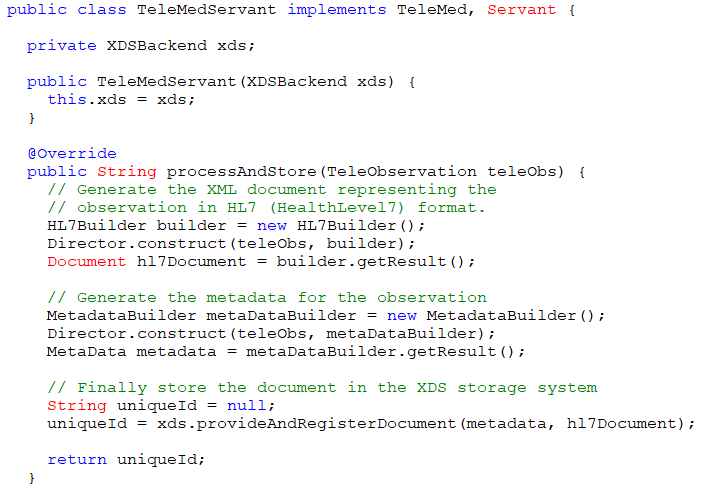 public class TeleMedServant implements TeleMed, Servant {

  private XDSBackend xds;

  public TeleMedServant(XDSBackend xds) {
    this.xds = xds;
  }

  @Override
  public String processAndStore(TeleObservation teleObs) {
    // Generate the XML document representing the
    // observation in HL7 (HealthLevel7) format.
    HL7Builder builder = new HL7Builder();
    Director.construct(teleObs, builder);
    Document hl7Document = builder.getResult();

    // Generate the metadata for the observation
    MetadataBuilder metaDataBuilder = new MetadataBuilder();
    Director.construct(teleObs, metaDataBuilder);
    MetaData metadata = metaDataBuilder.getResult();

    // Finally store the document in the XDS storage system
    String uniqueId = null;
    uniqueId = xds.provideAndRegisterDocument(metadata, hl7Document);

    return uniqueId;
  }